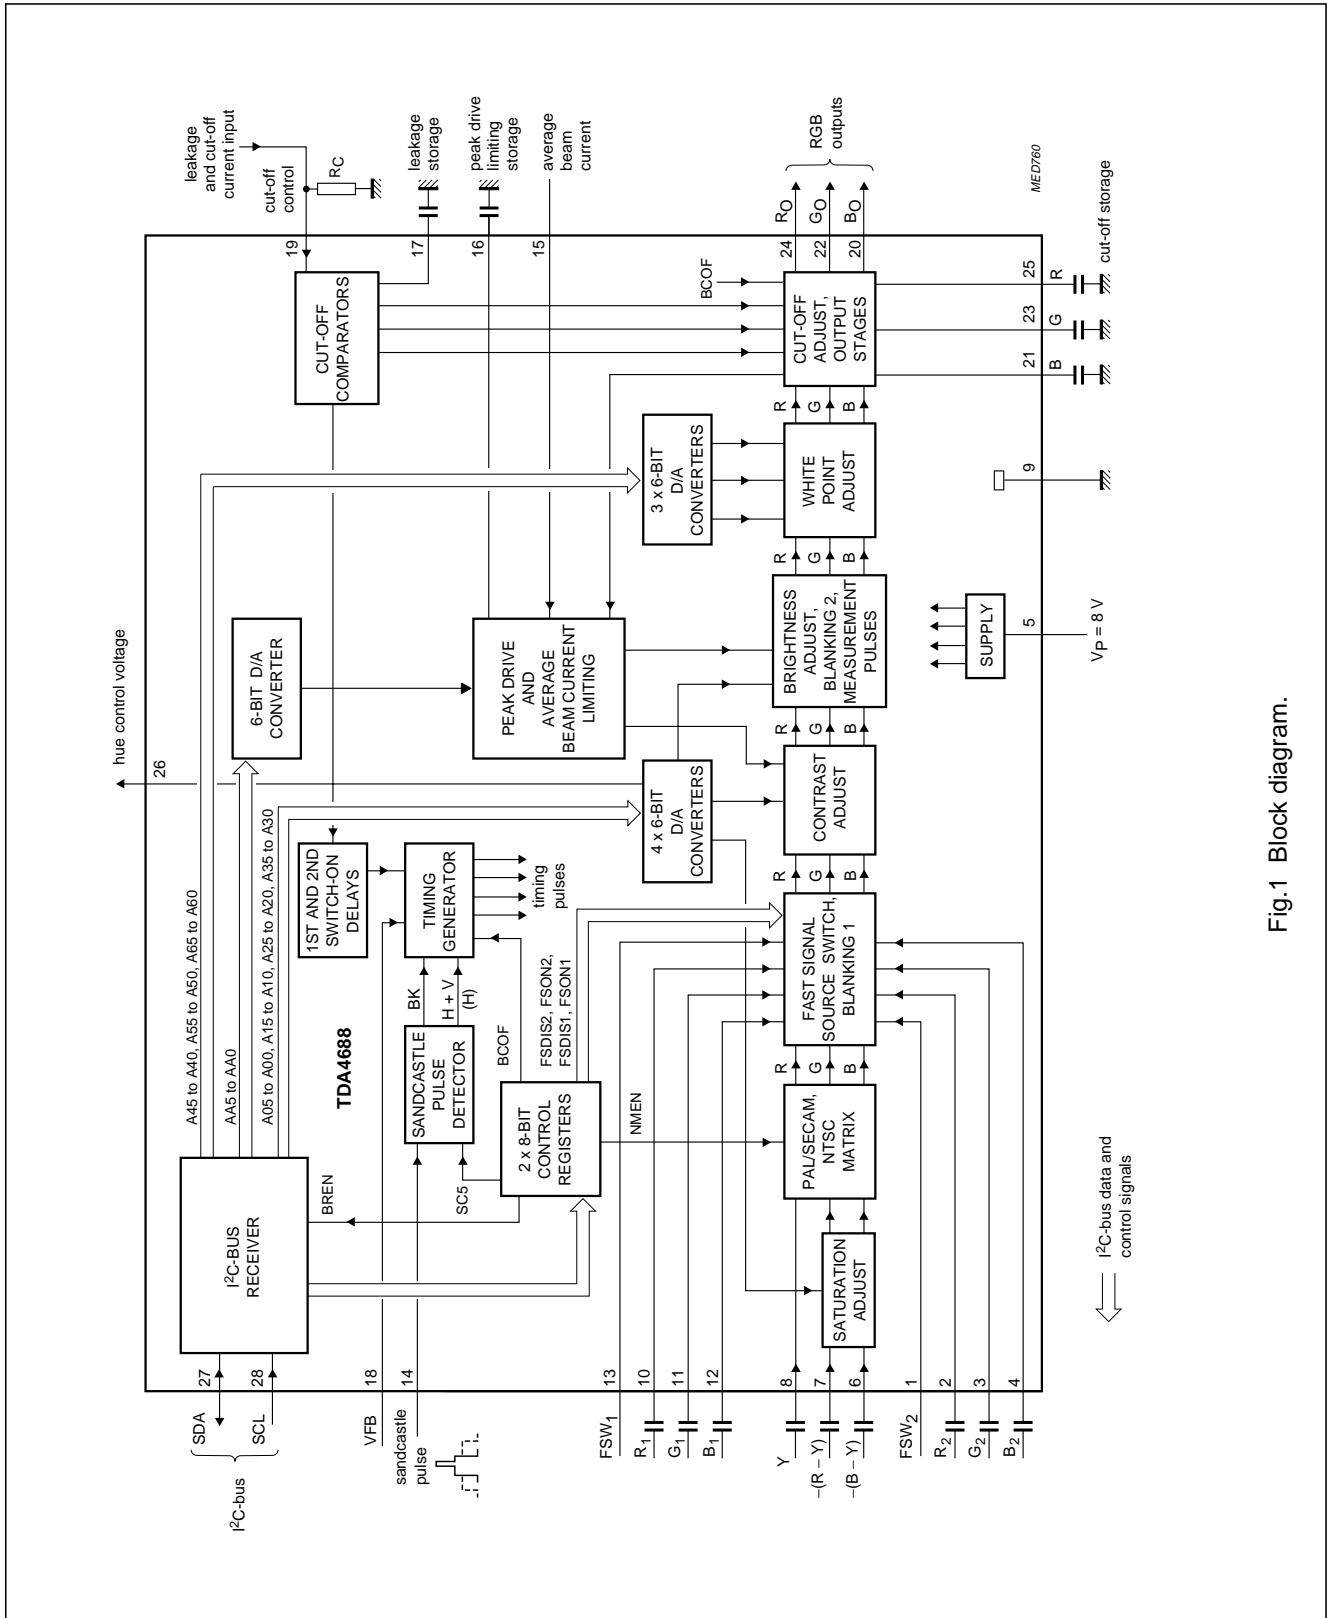 leakage
and cut-off
current input
cut-off
control
RC
leakage
storage
peak drive
limiting
storage
average
beam
current
RGB
outputs
MED760
cut-off storage
19
17
16
15
24
RO
22
GO
20
BO
25
R
23
G
21
B
CUT-OFF
COMPARATORS
BCOF
CUT-OFF
ADJUST,
OUTPUT
STAGES
R
G
B
3 x 6-BIT
D/A
CONVERTERS
WHITE
POINT
ADJUST
9
R
G
B
hue control voltage
26
6-BIT D/A
CONVERTER
PEAK DRIVE
AND
AVERAGE
BEAM CURRENT
LIMITING
BRIGHTNESS
ADJUST,
BLANKING 2,
MEASUREMENT
PULSES
SUPPLY
5
VP = 8 V
R
G
B
4 x 6-BIT
D/A
CONVERTERS
CONTRAST
ADJUST
R
G
B
A45 to A40, A55 to A50, A65 to A60
AA5 to AA0
A05 to A00, A15 to A10, A25 to A20, A35 to A30
1ST AND 2ND
SWITCH-ON
DELAYS
TIMING
GENERATOR
timing
pulses
TDA4688
BK
H + V
(H)
SANDCASTLE
PULSE
DETECTOR
BCOF
FSDIS2, FSON2,
FSDIS1, FSON1
FAST SIGNAL
SOURCE SWITCH,
BLANKING 1
R
G
B
I2C-BUS
RECEIVER
BREN
SC5
2 x 8-BIT
CONTROL
REGISTERS
NMEN
PAL/SECAM,
NTSC
MATRIX
SATURATION
ADJUST
I2C-bus data and
control signals
27
28
18
14
13
10
11
12
8
7
6
1
2
3
4
SDA
SCL
I2C-bus
VFB
sandcastle
pulse
FSW1
R1
G1
B1
Y
–(R – Y)
–(B – Y)
FSW2
R2
G2
B2
Fig.1 Block diagram.